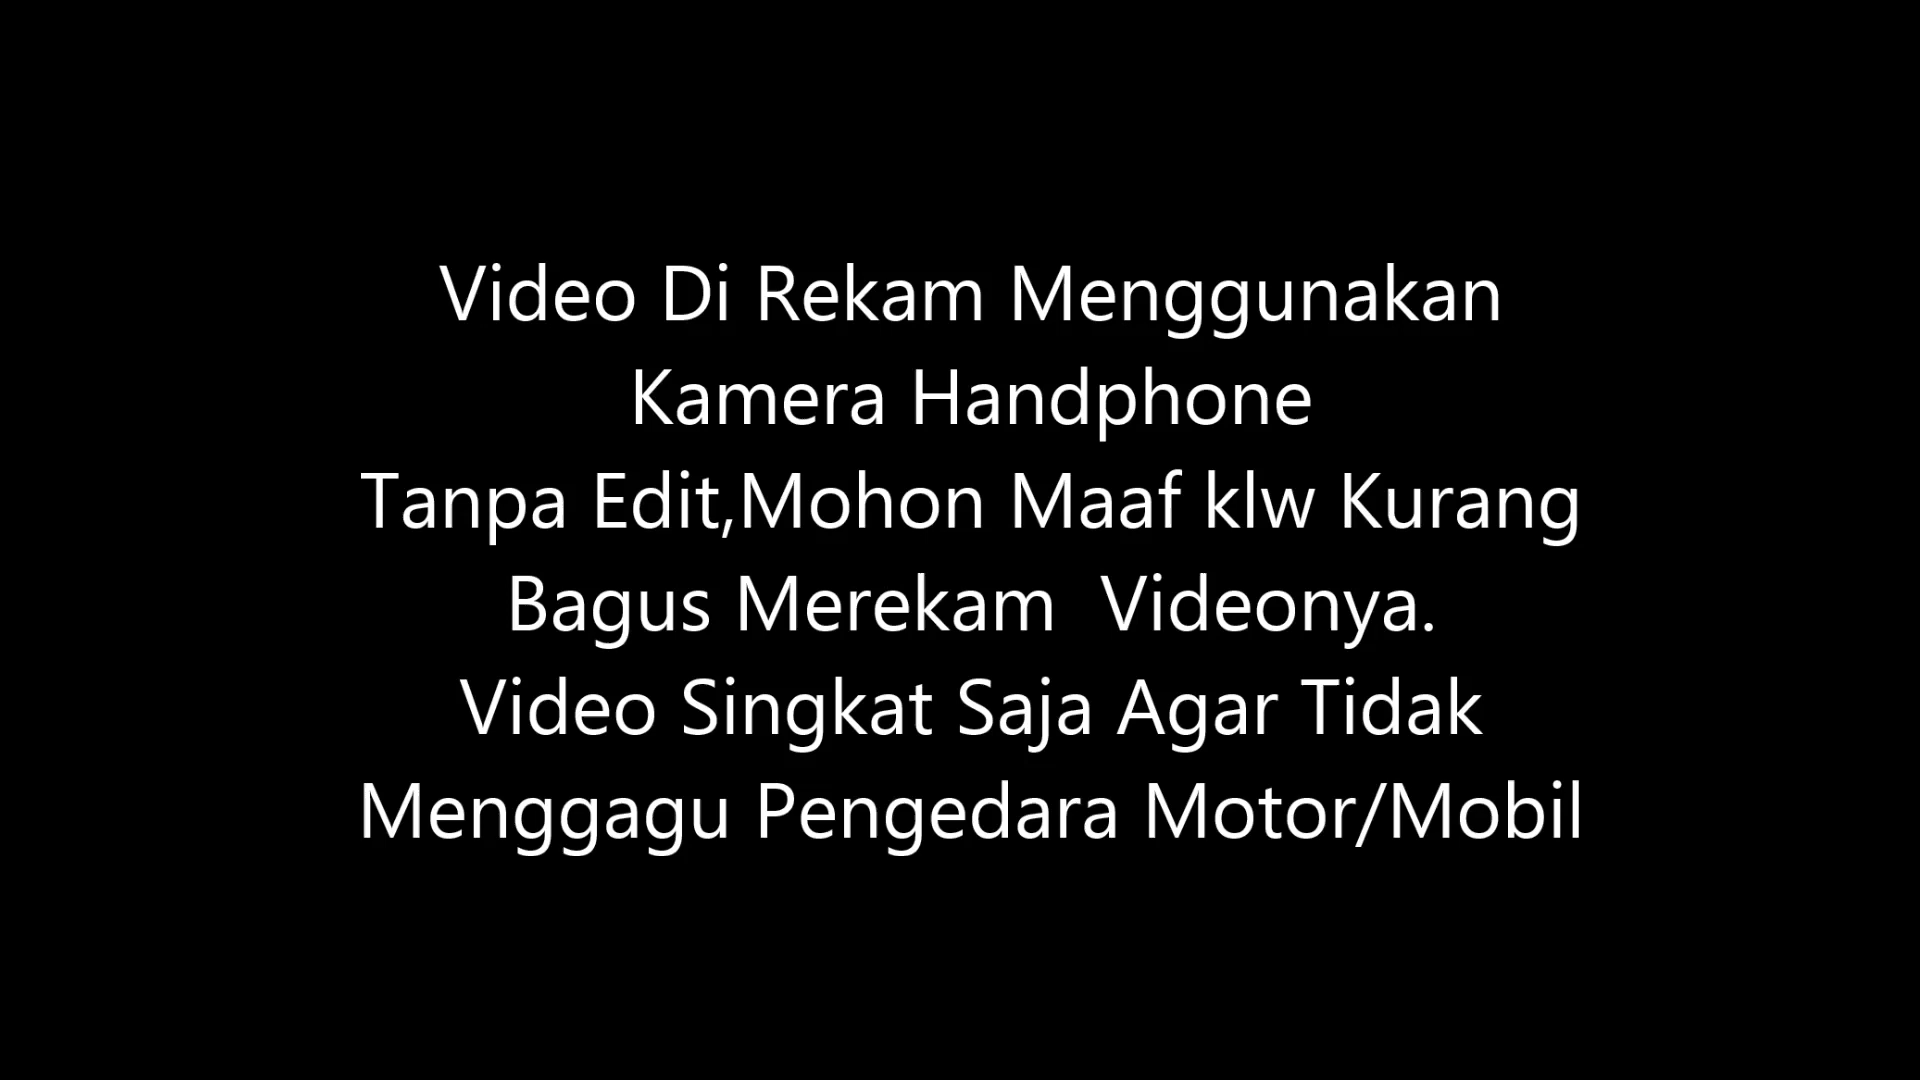 Video Di Rekam Menggunakan
Kamera Handphone
Tanpa Edit,Mohon Maaf klw Kurang
Bagus Merekam  Videonya.
Video Singkat Saja Agar Tidak
Menggagu Pengedara Motor/Mobil